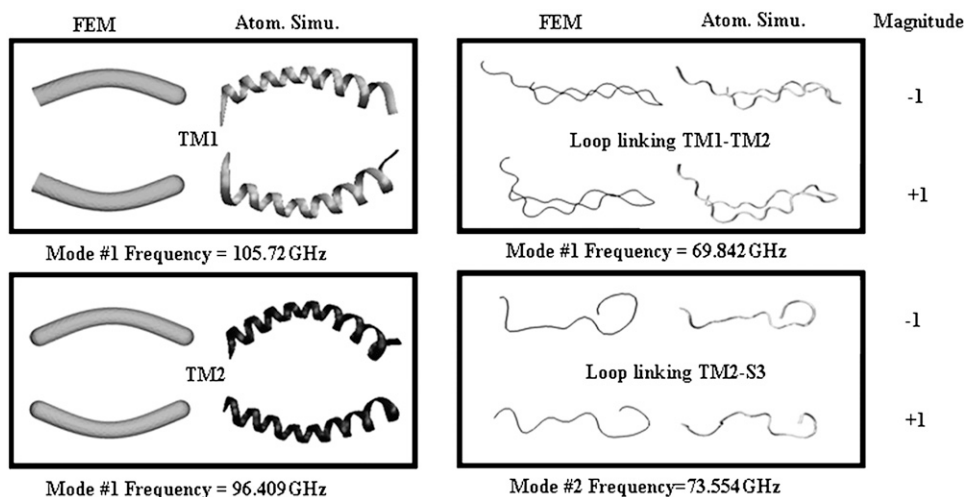 FEM Atom. Simu. FEM Atom. Simu. Magnitude
-1
TM1 Loop linking TM1-TM2
+1
Mode #1 Frequency = 105.72 GHz Mode #1 Frequency = 69.842 GHz
-1
TM2 Loop linking TM2-S3
+1
Mode #1 Frequency = 96.409 GHz Mode #2 Frequency=73.554 GHz